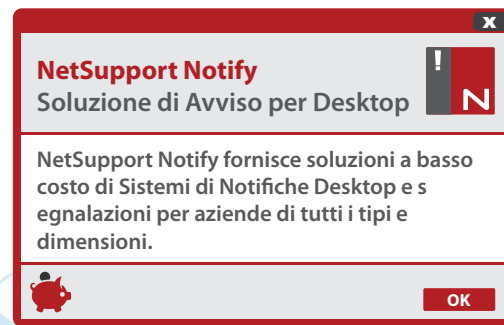 x
NetSupport Notify
Soluzione di Avviso per Desktop
! N
NetSupport Notify fornisce soluzioni a basso
costo di Sistemi di Notifiche Desktop e s
egnalazioni per aziende di tutti i tipi e
dimensioni.
OK